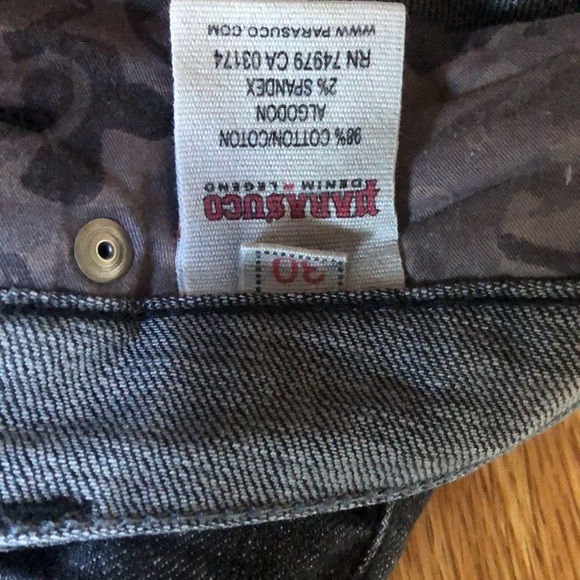 30
PARASUCO
DENIM LEGEND
98% COTTON/COTON
ALGODON
2% SPANDEX
RN 74979 CA 03174
WWW.PARASUCO.COM